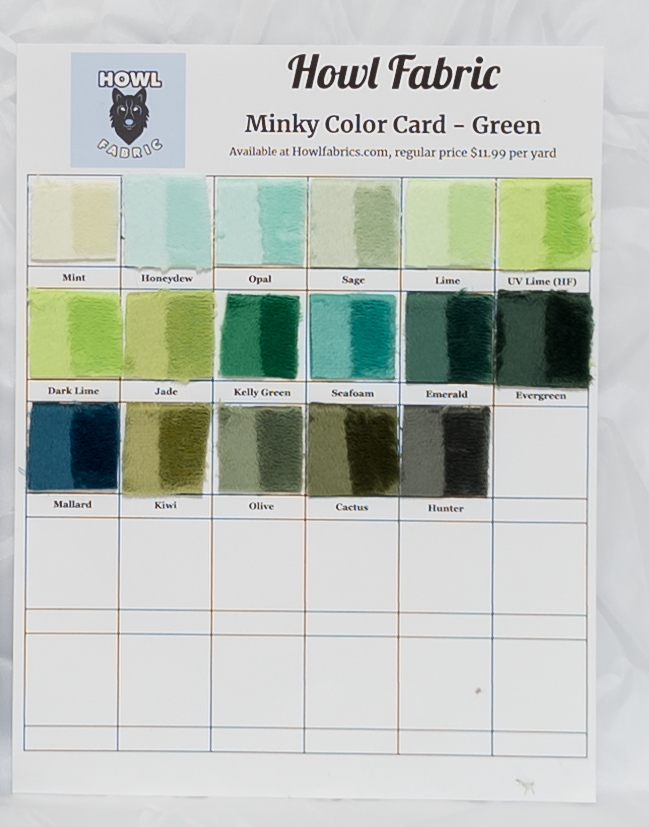 HOWL
FABRIC
Howl Fabric
Minky Color Card – Green
Available at Howlfabrics.com, regular price $11.99 per yard
Mint Honeydew Opal Sage Lime UV Lime (HF)
Dark Lime Jade Kelly Green Seafoam Emerald Evergreen
Mallard Kiwi Olive Cactus Hunter